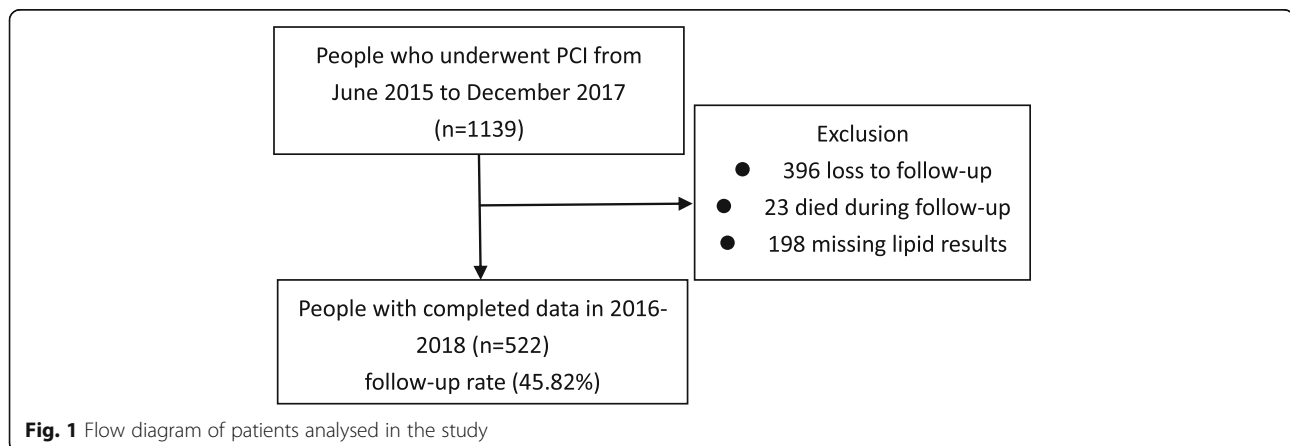 People who underwent PCI from
June 2015 to December 2017
(n=1139)
Exclusion
● 396 loss to follow-up
● 23 died during follow-up
● 198 missing lipid results
People with completed data in 2016-
2018 (n=522)
follow-up rate (45.82%)
Fig. 1 Flow diagram of patients analysed in the study